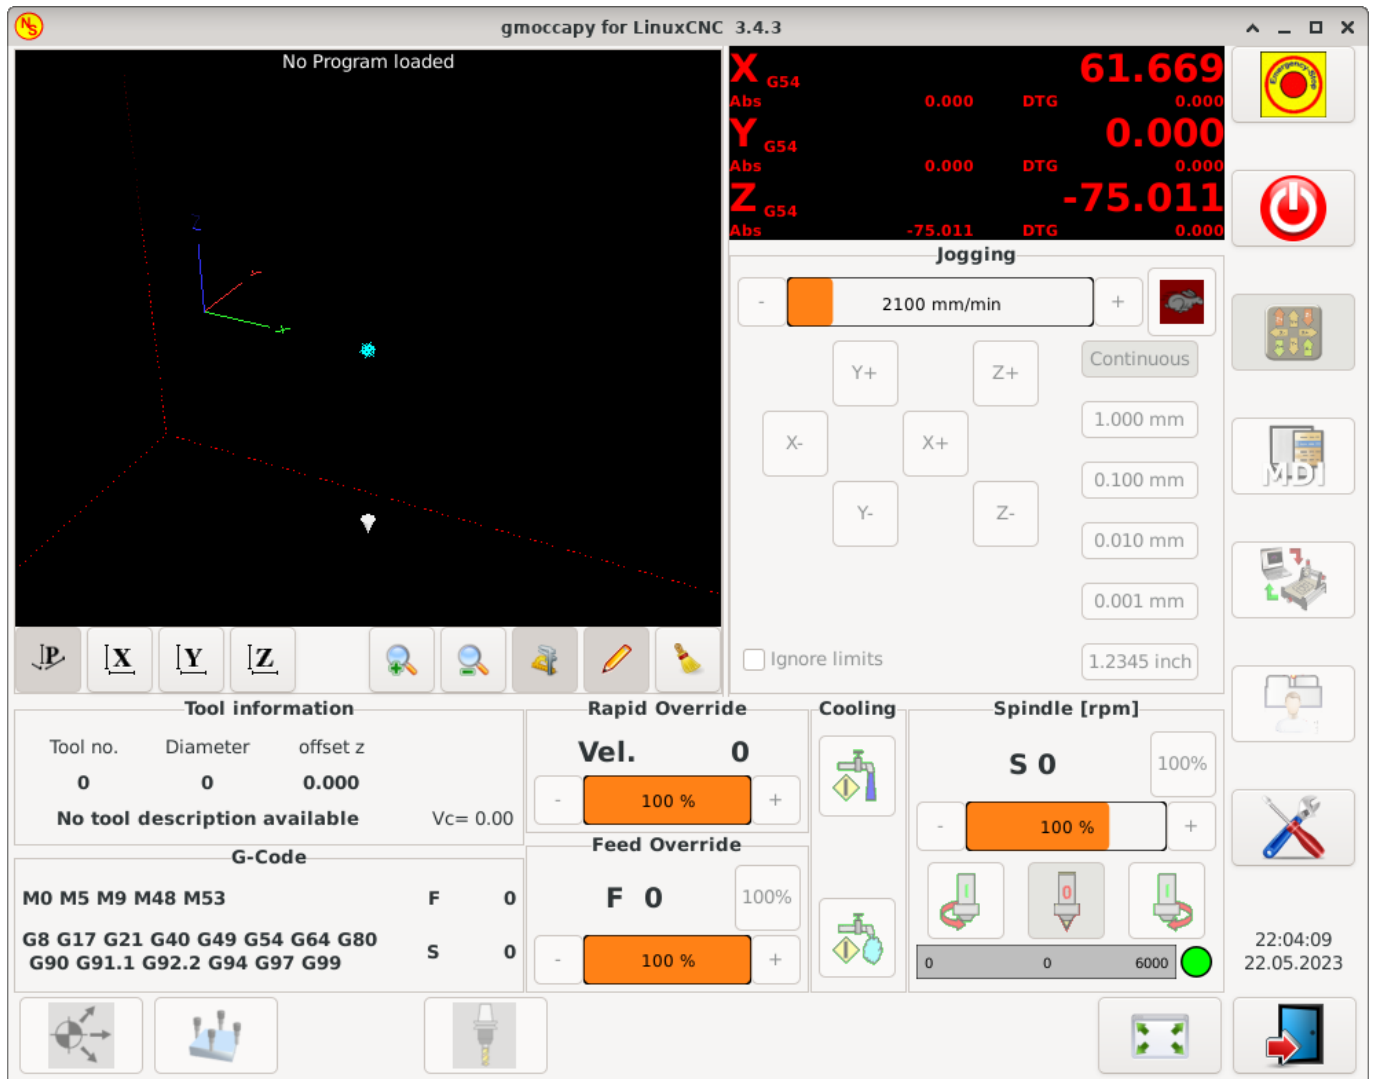 NS
gmoccapy for LinuxCNC 3.4.3
No Program loaded
X G54 61.669
Abs 0.000 DTG 0.000
Y G54 0.000
Abs 0.000 DTG 0.000
Z G54 -75.011
Abs -75.011 DTG 0.000
Emergency-Stop
Z
Y
X
Jogging
- 2100 mm/min +
Y+ Z+ Continuous
1.000 mm
X- X+
0.100 mm
Y- Z-
0.010 mm
0.001 mm
Ignore limits 1.2345 inch
MDI
P X Y Z
Tool information
Tool no. Diameter offset z
0 0 0.000
No tool description available Vc= 0.00
G-Code
M0 M5 M9 M48 M53 F 0
G8 G17 G21 G40 G49 G54 G64 G80
G90 G91.1 G92.2 G94 G97 G99
S 0
Rapid Override
Vel. 0
- 100 % +
Feed Override
F 0 100%
- 100 % +
Cooling
Spindle [rpm]
S 0 100%
- 100 % +
I 0 I
0 0 6000
22:04:09
22.05.2023